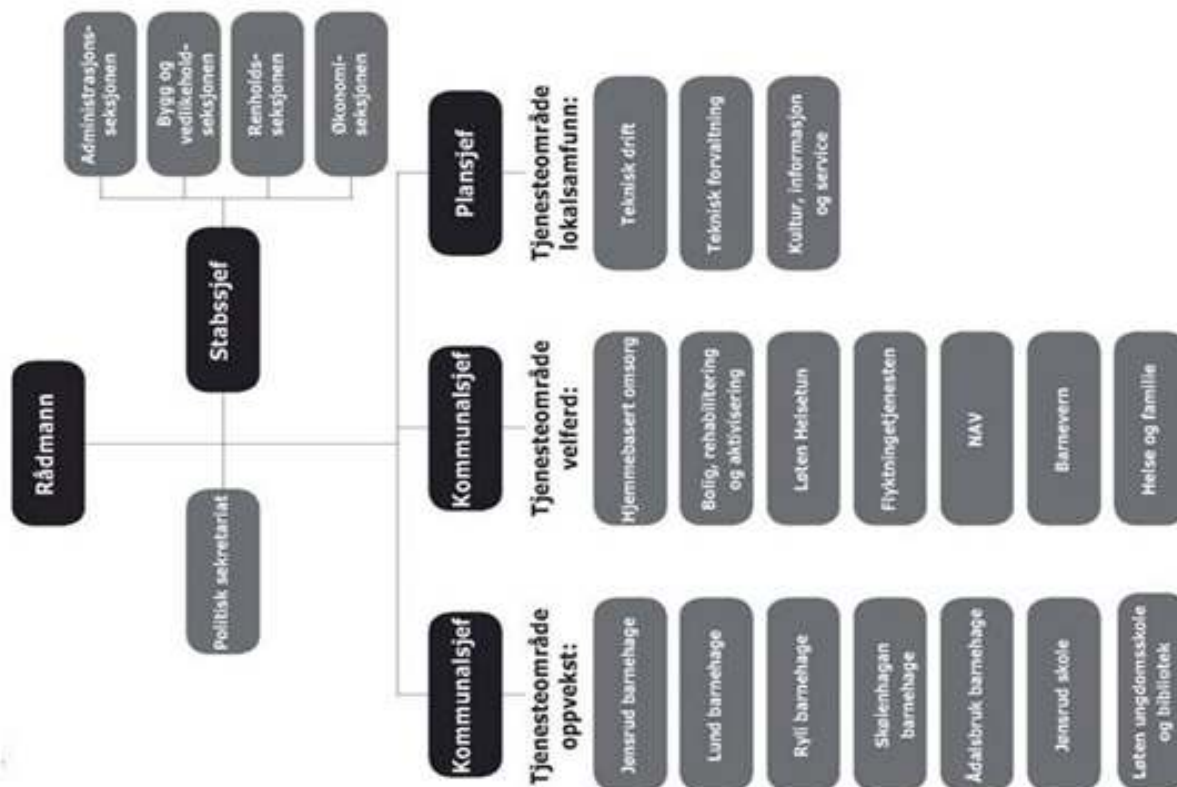 Rådmann
Politisk sekretariat
Stabssjef
Administrasjons-
seksjonen
Bygg og
vedlikehold-
seksjonen
Renholds-
seksjonen
Økonomi-
seksjonen
Kommunalsjef
Tjenesteområde
oppvekst:
Jønsrud barnehage
Lund barnehage
Ryli barnehage
Skølenhagan
barnehage
Ådalsbruk barnehage
Jønsrud skole
Løten ungdomsskole
og bibliotek
Kommunalsjef
Tjenesteområde
velferd:
Hjemmebasert omsorg
Bolig, rehabilitering
og aktivisering
Løten Helsetun
Flyktningetjenesten
NAV
Barnevern
Helse og familie
Plansjef
Tjenesteområde
lokalsamfunn:
Teknisk drift
Teknisk forvaltning
Kultur, informasjon
og service